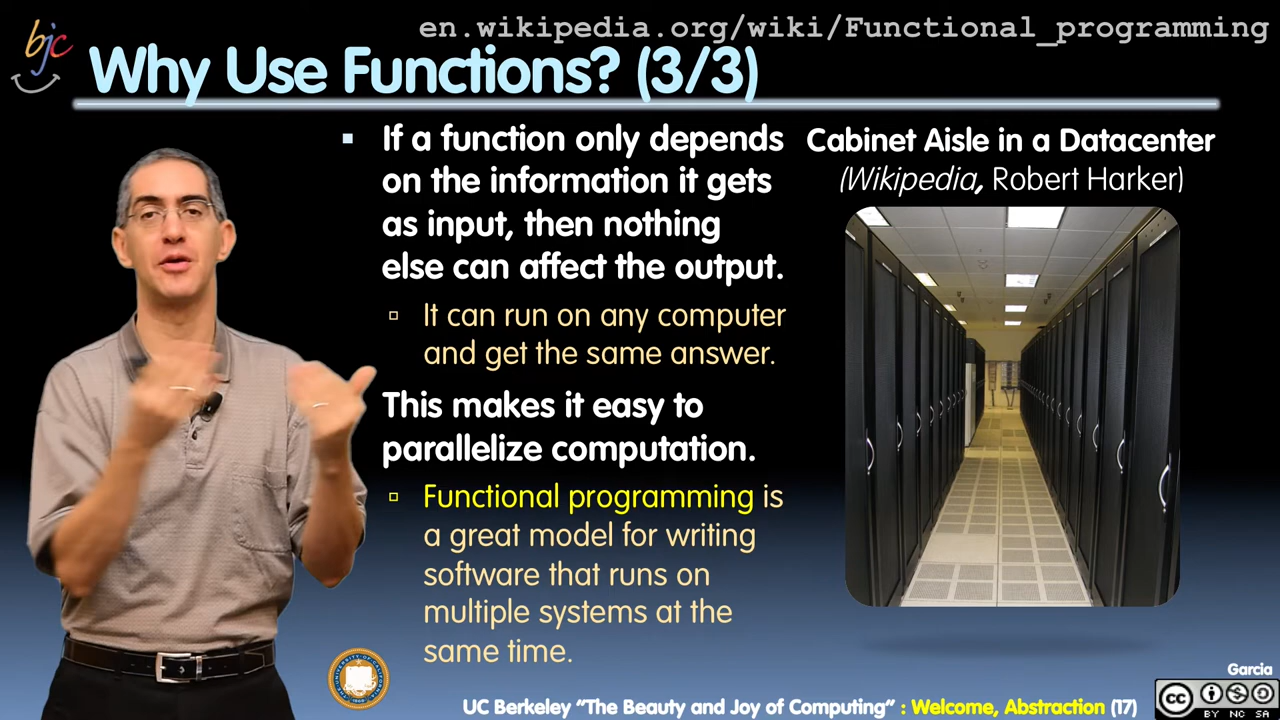 en.wikipedia.org/wiki/Functional_programming
bjc
Why Use Functions? (3/3)
If a function only depends
on the information it gets
as input, then nothing
else can affect the output.
It can run on any computer
and get the same answer.
This makes it easy to
parallelize computation.
Functional programming is
a great model for writing
software that runs on
multiple systems at the
same time.
Cabinet Aisle in a Datacenter
(Wikipedia, Robert Harker)
Garcia
UC Berkeley “The Beauty and Joy of Computing” : Welcome, Abstraction (17)
cc
BY NC SA